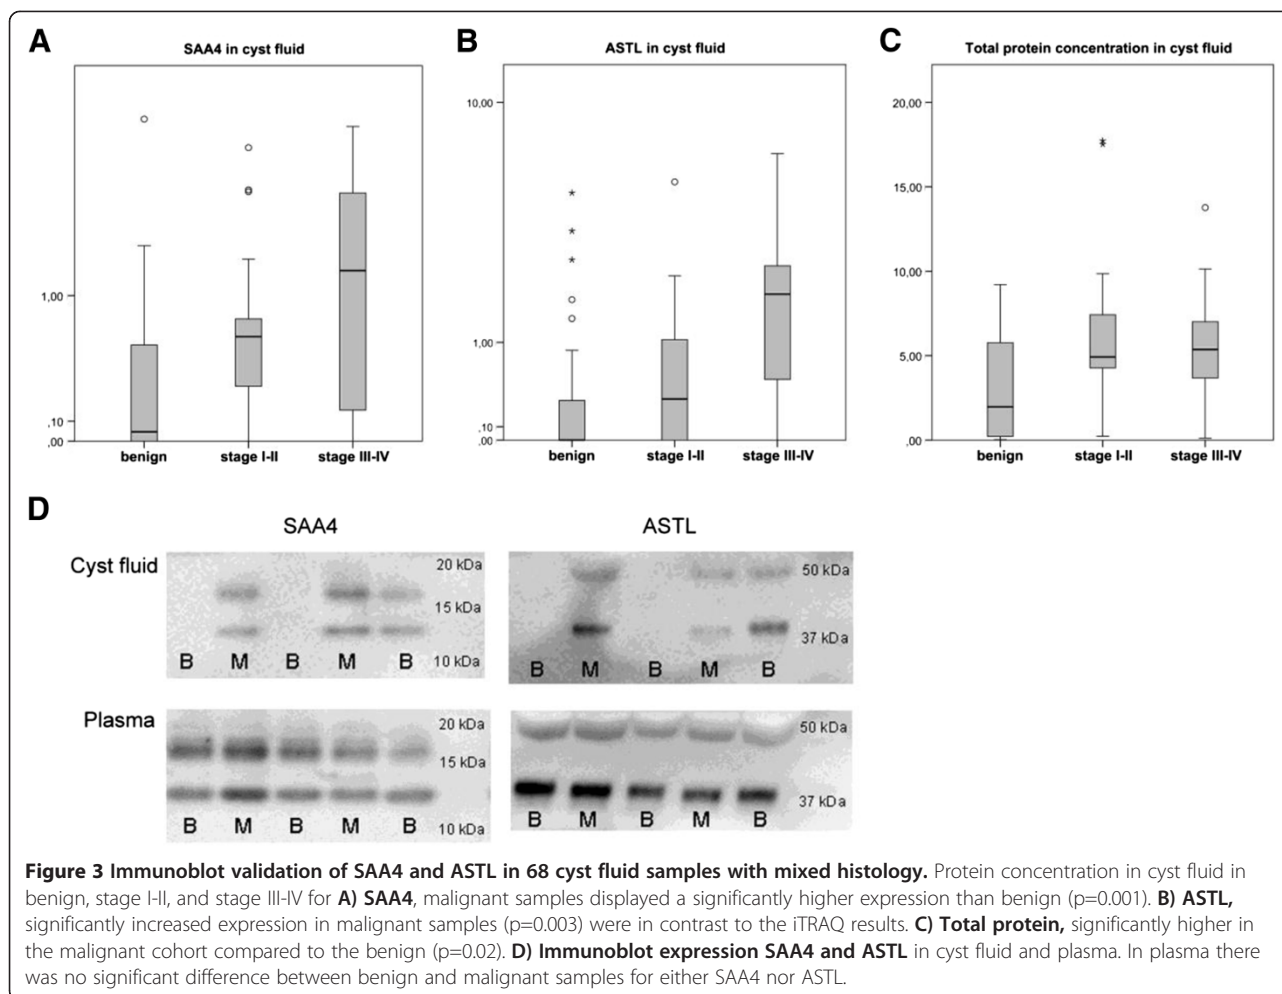 A
SAA4 in cyst fluid
1,00
,10
,00
benign stage I-II stage III-IV
B
ASTL in cyst fluid
10,00
1,00
,10
,00
benign stage I-II stage III-IV
C
Total protein concentration in cyst fluid
20,00
15,00
10,00
5,00
,00
benign stage I-II stage III-IV
D
SAA4
ASTL
Cyst fluid
20 kDa
15 kDa
10 kDa
B M B M B
50 kDa
37 kDa
B M B M B
Plasma
20 kDa
15 kDa
10 kDa
B M B M B
50 kDa
37 kDa
B M B M B
Figure 3 Immunoblot validation of SAA4 and ASTL in 68 cyst fluid samples with mixed histology. Protein concentration in cyst fluid in
benign, stage I-II, and stage III-IV for A) SAA4, malignant samples displayed a significantly higher expression than benign (p=0.001). B) ASTL,
significantly increased expression in malignant samples (p=0.003) were in contrast to the iTRAQ results. C) Total protein, significantly higher in
the malignant cohort compared to the benign (p=0.02). D) Immunoblot expression SAA4 and ASTL in cyst fluid and plasma. In plasma there
was no significant difference between benign and malignant samples for either SAA4 nor ASTL.